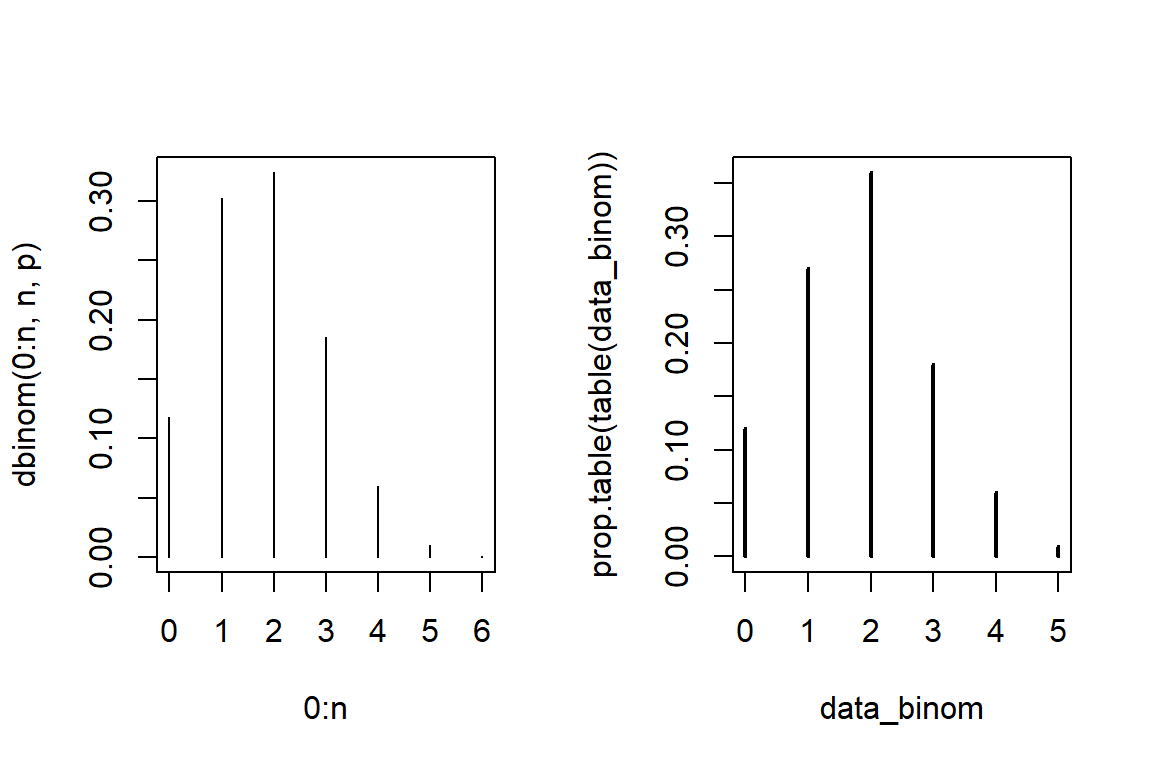 dbinom(0:n, n, p)
0.30
0.20
0.10
0.00
0 1 2 3 4 5 6
0:n
prop.table(table(data_binom))
0.30
0.20
0.10
0.00
0 1 2 3 4 5
data_binom